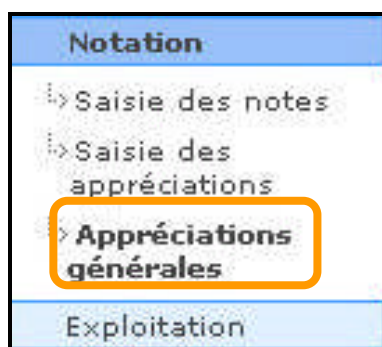 Notation
Saisie des notes
Saisie des
appréciations
Appréciations
générales
Exploitation